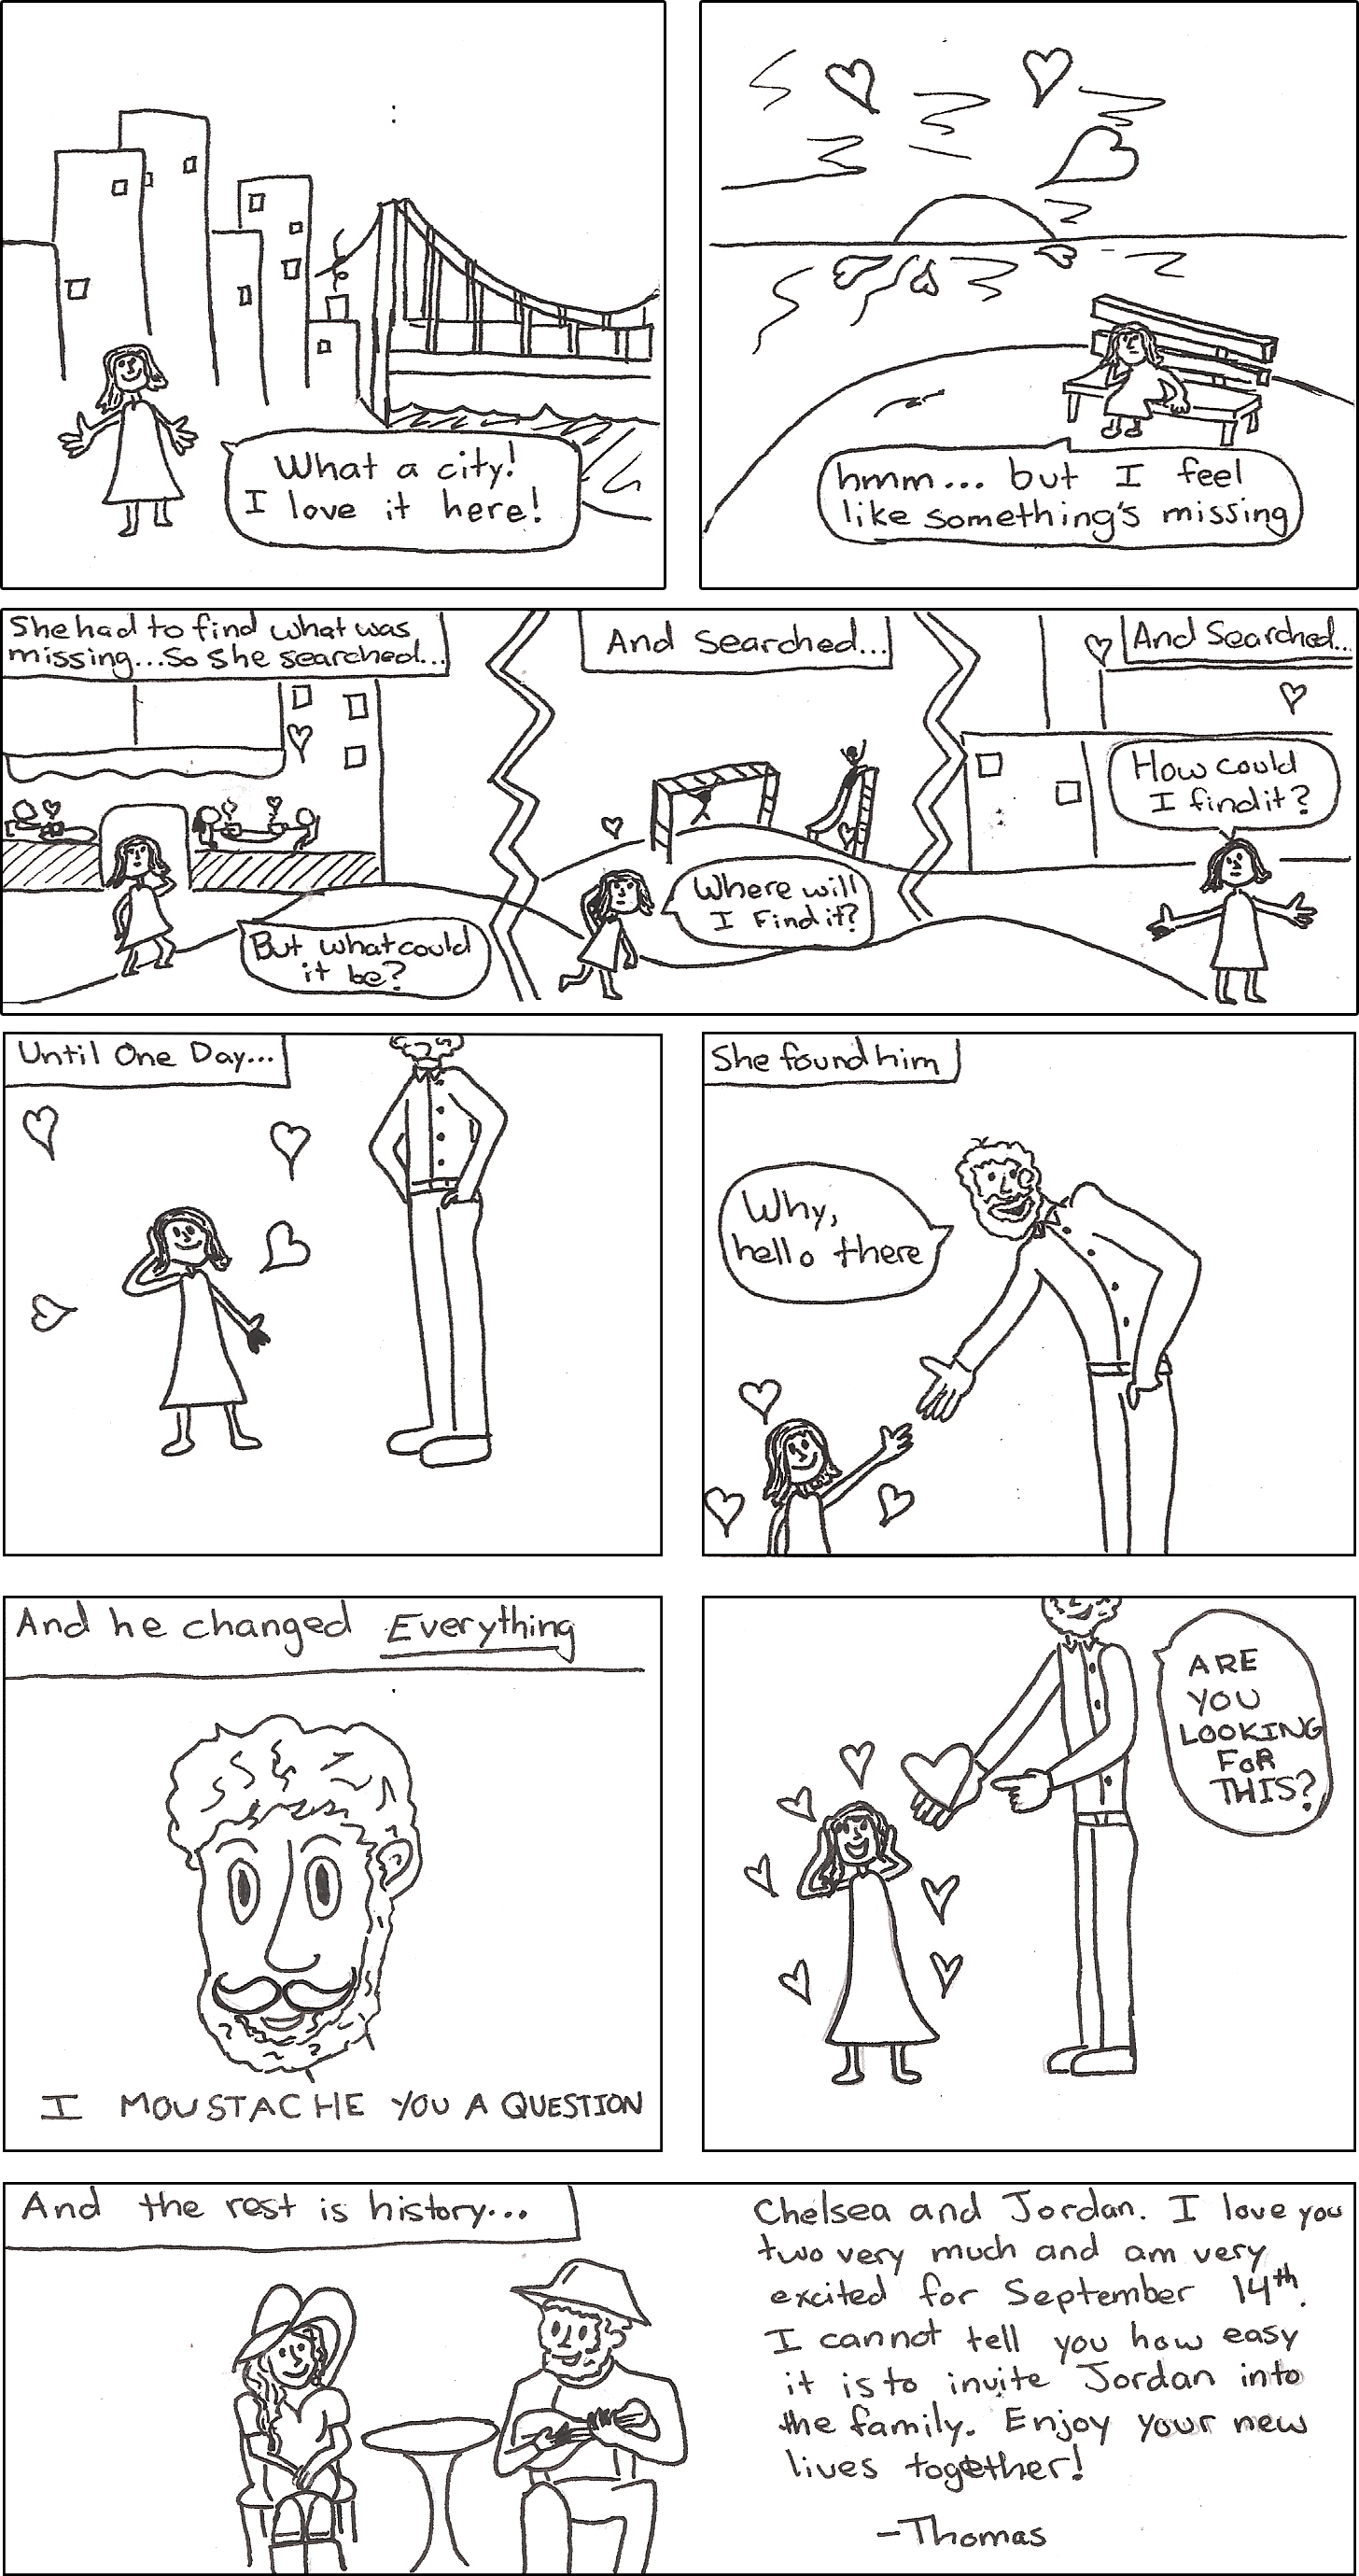 What a city!
I love it here!
hmm... but I feel
like something's missing
She had to find what was
missing...So she searched...
But what could
it be?
And searched...
Where will
I Find it?
And Searched...
How could
I find it?
Until One Day...
She found him
Why,
hello there
And he changed Everything
I MOUSTACHE YOU A QUESTION
ARE
YOU
LOOKING
FOR
THIS?
And the rest is history...
Chelsea and Jordan. I love you
two very much and am very
excited for September 14th.
I cannot tell you how easy
it is to invite Jordan into
the family. Enjoy your new
lives together!
-Thomas